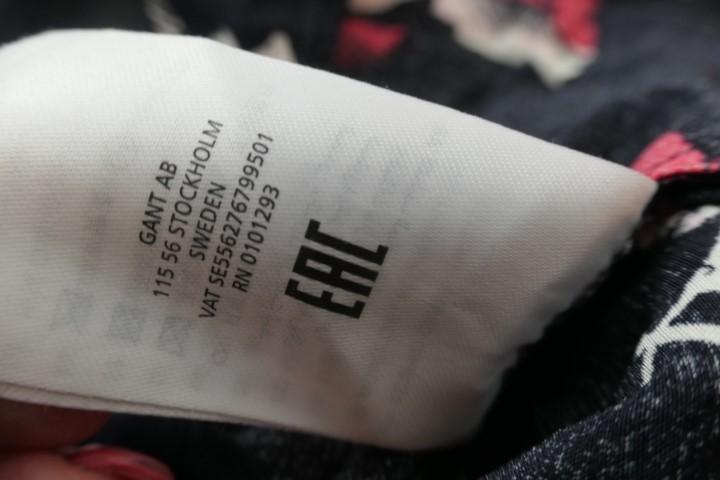 GANT AB
115 56 STOCKHOLM
SWEDEN
VAT SE556276799501
RN 0101293
EAC